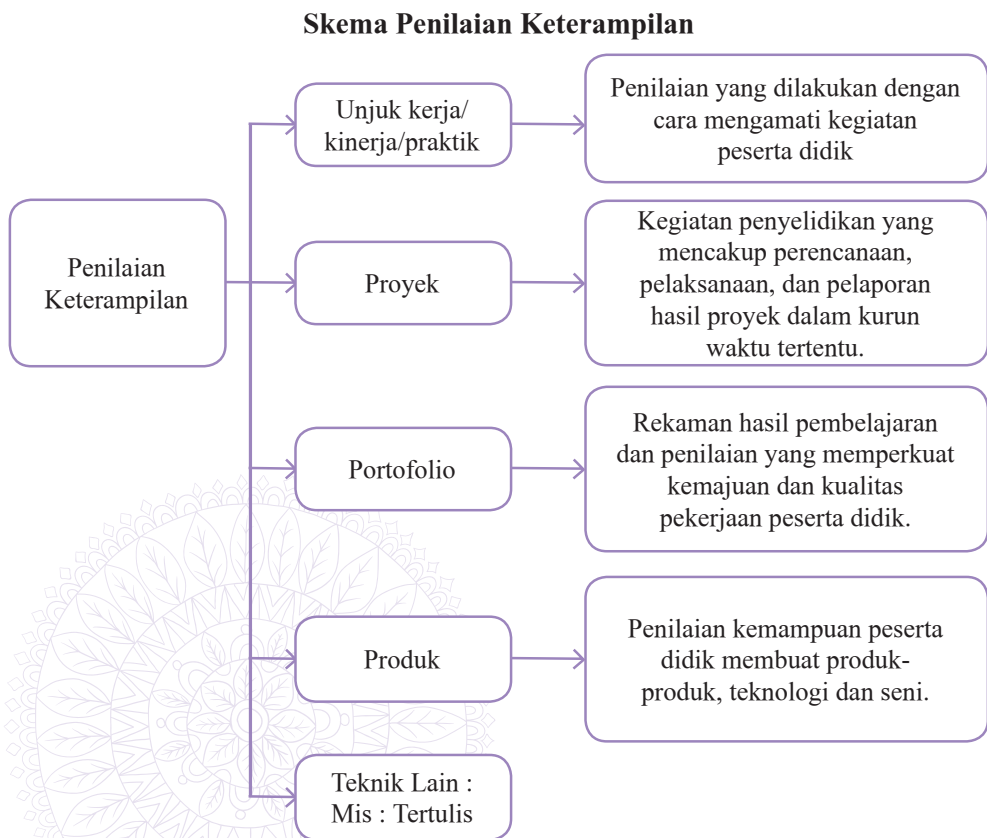 Skema Penilaian Keterampilan
Unjuk kerja/
kinerja/praktik
Penilaian yang dilakukan dengan
cara mengamati kegiatan
peserta didik
Penilaian
Keterampilan
Proyek
Kegiatan penyelidikan yang
mencakup perencanaan,
pelaksanaan, dan pelaporan
hasil proyek dalam kurun
waktu tertentu.
Portofolio
Rekaman hasil pembelajaran
dan penilaian yang memperkuat
kemajuan dan kualitas
pekerjaan peserta didik.
Produk
Penilaian kemampuan peserta
didik membuat produk-
produk, teknologi dan seni.
Teknik Lain :
Mis : Tertulis